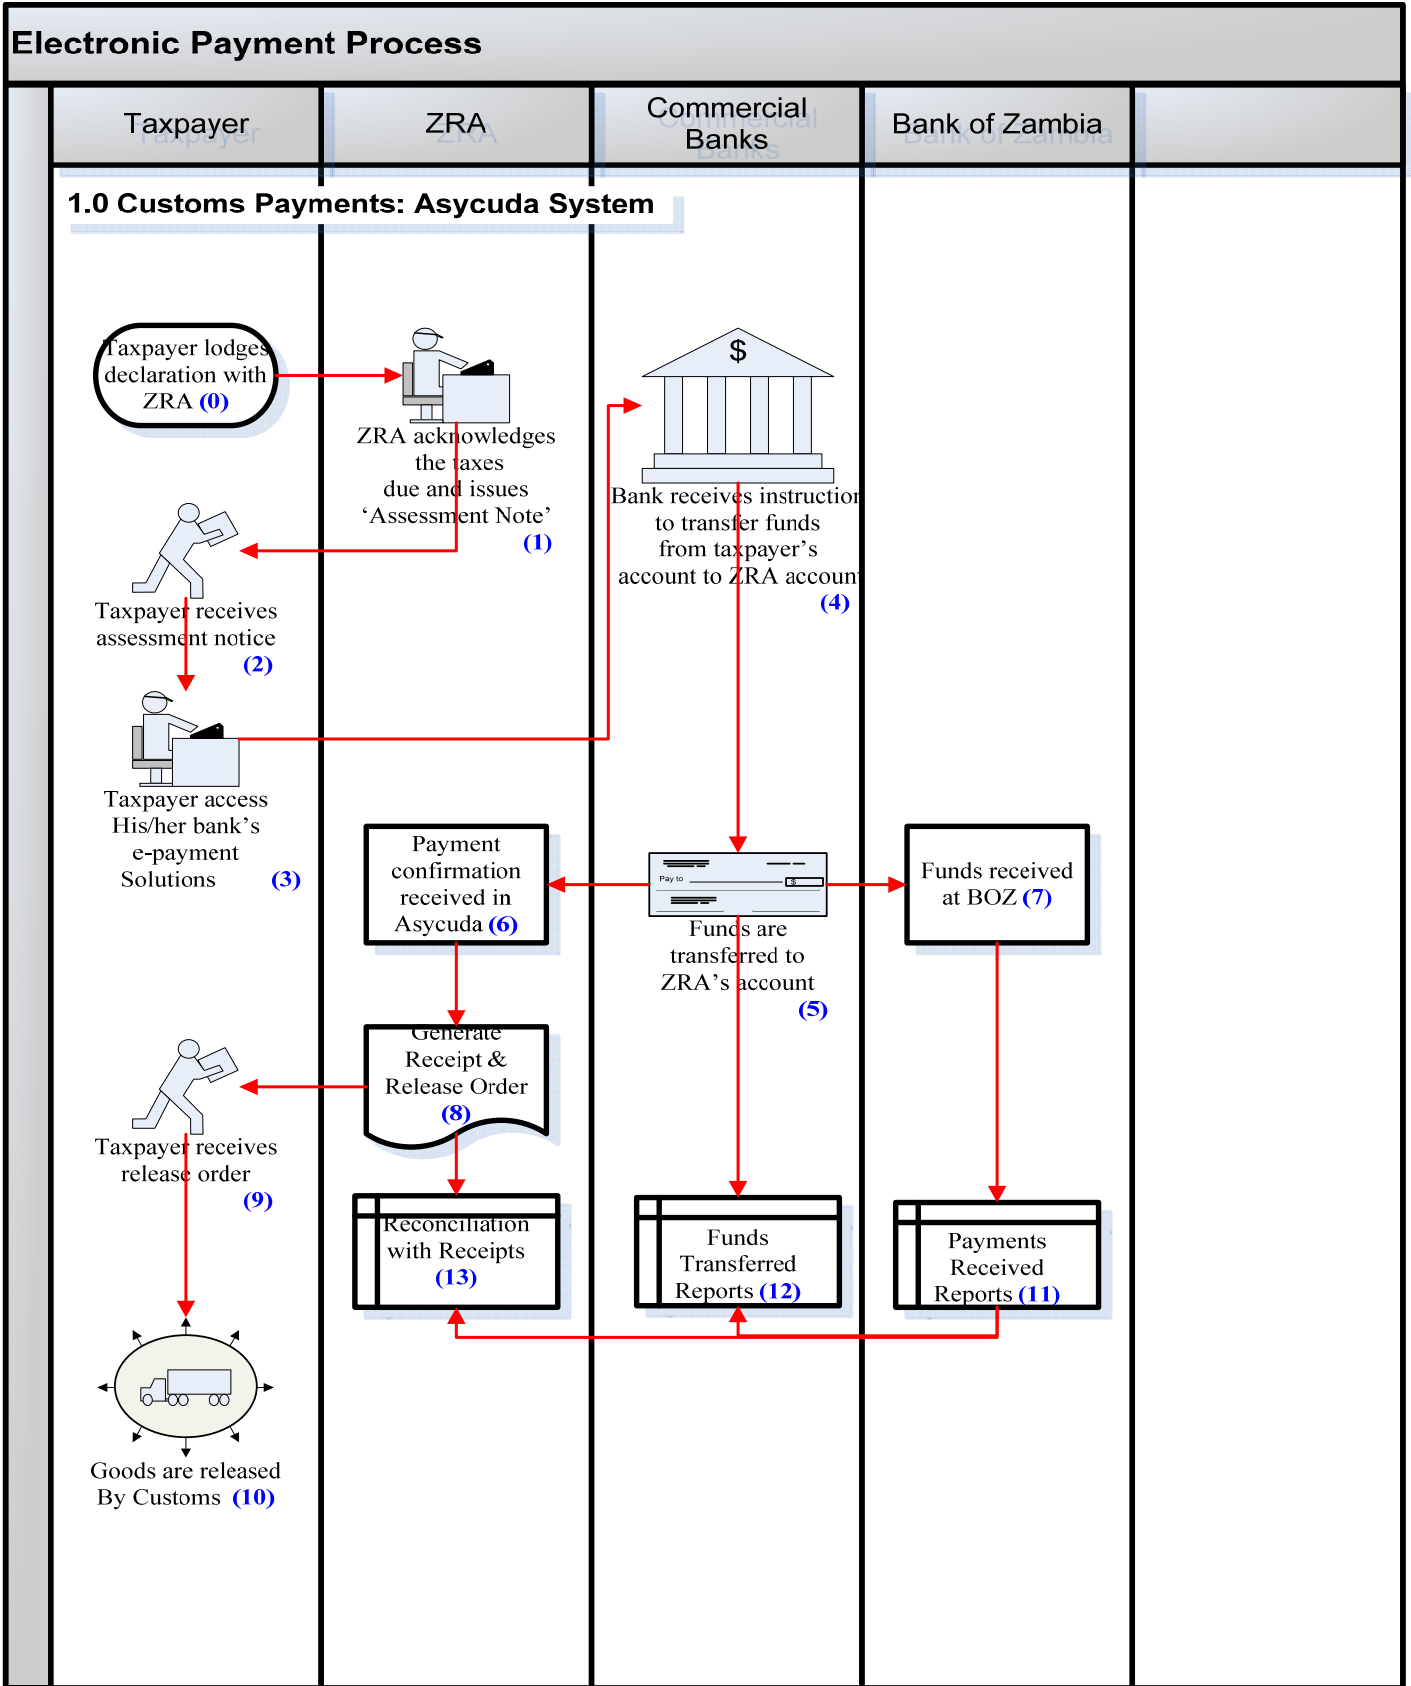 Electronic Payment Process
Taxpayer
ZRA
Commercial
Banks
Bank of Zambia
1.0 Customs Payments: Asycuda System
Taxpayer lodges
declaration with
ZRA (0)
ZRA acknowledges
the taxes
due and issues
‘Assessment Note’
(1)
$
Bank receives instruction
to transfer funds
from taxpayer’s
account to ZRA account
(4)
Taxpayer receives
assessment notice
(2)
Taxpayer access
His/her bank’s
e-payment
Solutions (3)
Payment
confirmation
received in
Asycuda (6)
Pay to $
Funds are
transferred to
ZRA’s account
(5)
Funds received
at BOZ (7)
Generate
Receipt &
Release Order
(8)
Taxpayer receives
release order
(9)
Reconciliation
with Receipts
(13)
Funds
Transferred
Reports (12)
Payments
Received
Reports (11)
Goods are released
By Customs (10)